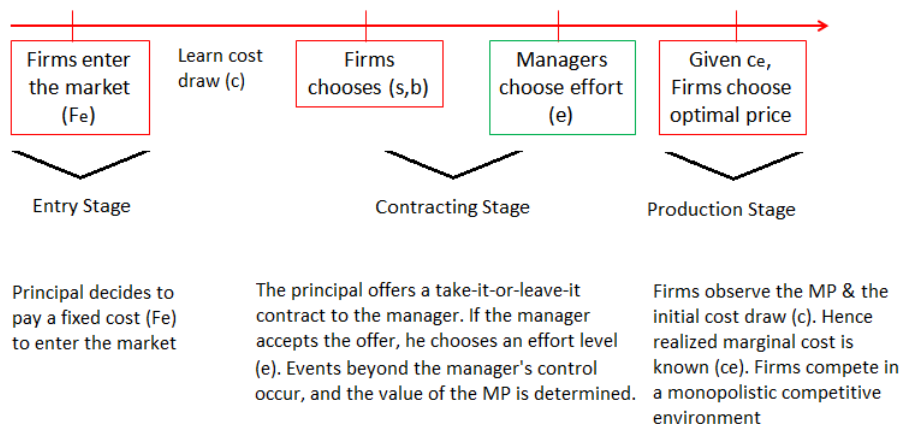 Firms enter
the market
(Fe)
Learn cost
draw (c)
Firms
chooses (s,b)
Managers
choose effort
(e)
Given ce,
Firms choose
optimal price
Entry Stage
Contracting Stage
Production Stage
Principal decides to
pay a fixed cost (Fe)
to enter the market
The principal offers a take-it-or-leave-it
contract to the manager. If the manager
accepts the offer, he chooses an effort level
(e). Events beyond the manager's control
occur, and the value of the MP is determined.
Firms observe the MP & the
initial cost draw (c). Hence
realized marginal cost is
known (ce). Firms compete in
a monopolistic competitive
environment